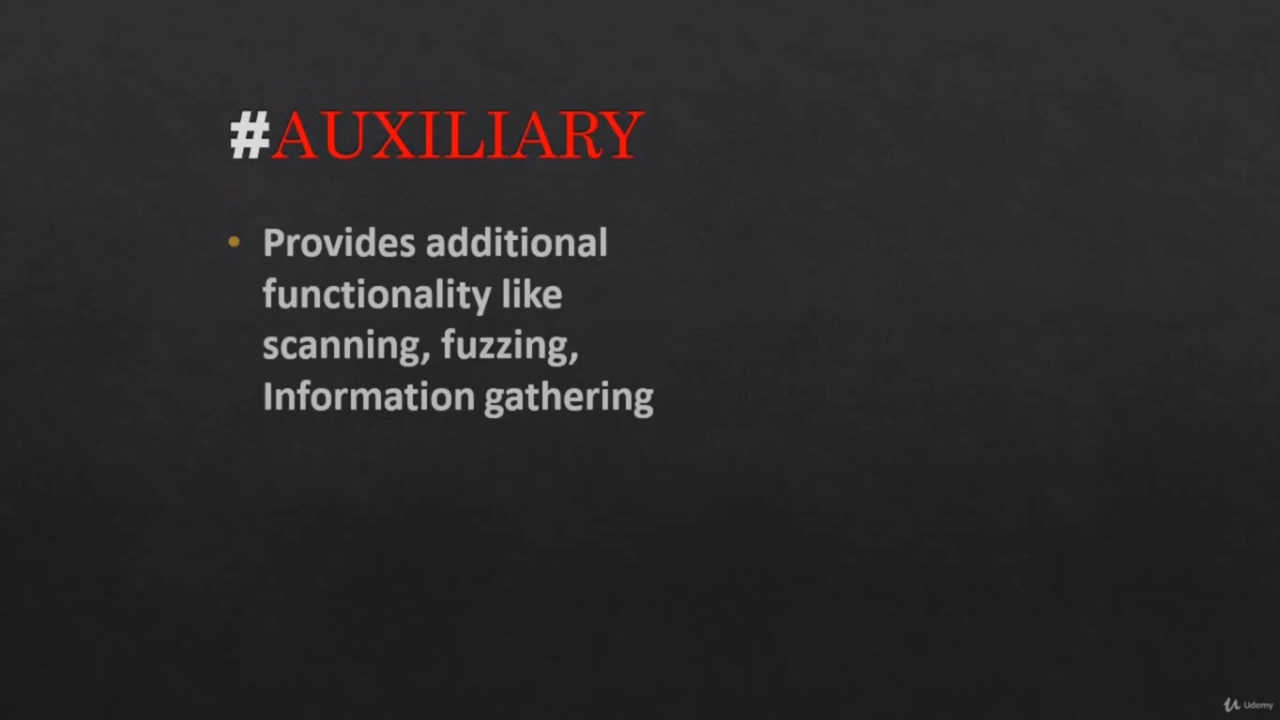 #AUXILIARY
• Provides additional
functionality like
scanning, fuzzing,
Information gathering
Udemy